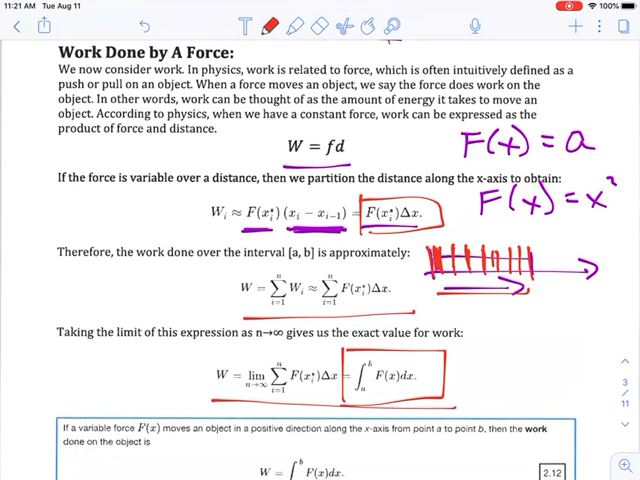 11:21 AM Tue Aug 11
100%
Work Done by A Force:
We now consider work. In physics, work is related to force, which is often intuitively defined as a
push or pull on an object. When a force moves an object, we say the force does work on the
object. In other words, work can be thought of as the amount of energy it takes to move an
object. According to physics, when we have a constant force, work can be expressed as the
product of force and distance.
W = fd
F(x) = a
If the force is variable over a distance, then we partition the distance along the x-axis to obtain:
F(x) = x²
Wᵢ ≈ F(xᵢ*)(xᵢ − xᵢ₋₁) = F(xᵢ*)Δx.
Therefore, the work done over the interval [a, b] is approximately:
W = ∑ᵢ₌₁ⁿ Wᵢ ≈ ∑ᵢ₌₁ⁿ F(xᵢ*)Δx.
Taking the limit of this expression as n→∞ gives us the exact value for work:
W = lim n→∞ ∑ᵢ₌₁ⁿ F(xᵢ*)Δx = ∫ₐᵇ F(x)dx.
3
/
11
If a variable force F(x) moves an object in a positive direction along the x-axis from point a to point b, then the work
done on the object is
W = ∫ₐᵇ F(x)dx.
2.12